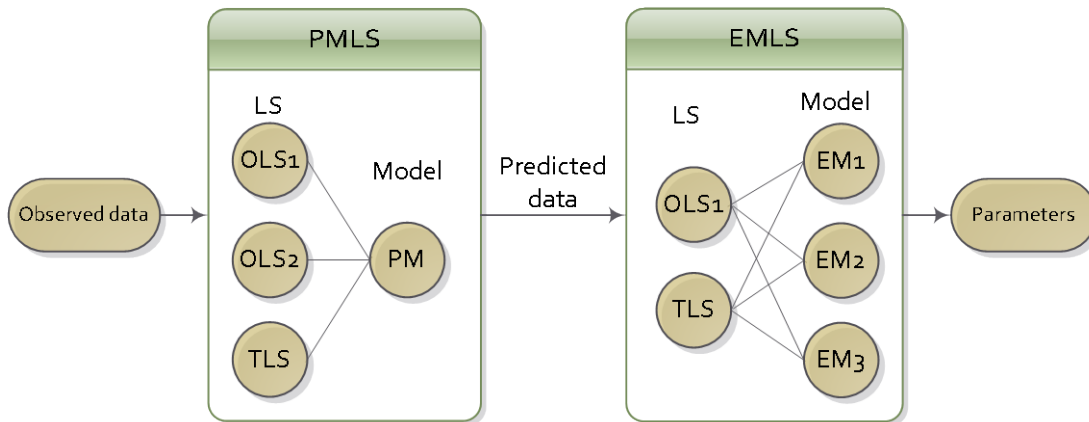 PMLS
EMLS
LS
Model
OLS1
OLS2
TLS
PM
Observed data
Predicted
data
LS
Model
OLS1
TLS
EM1
EM2
EM3
Parameters